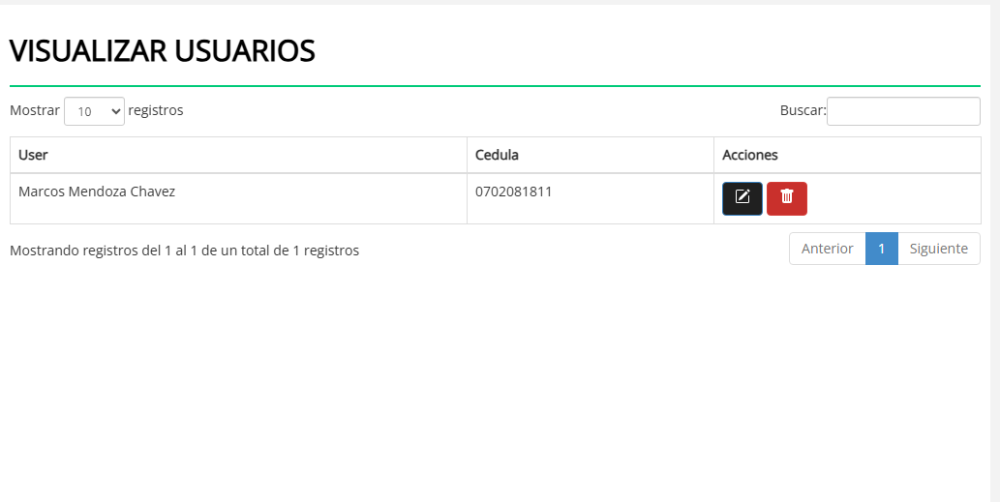 VISUALIZAR USUARIOS
Mostrar 10 registros Buscar:
User Cedula Acciones
Marcos Mendoza Chavez 0702081811
Mostrando registros del 1 al 1 de un total de 1 registros Anterior 1 Siguiente